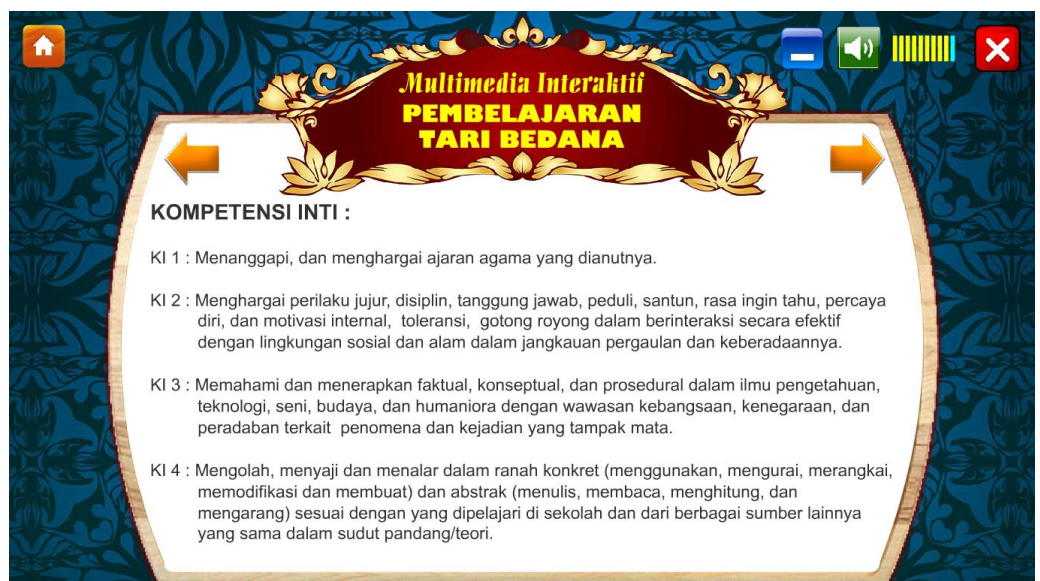 Multimedia Interaktif
PEMBELAJARAN
TARI BEDANA
KOMPETENSI INTI :
KI 1 : Menanggapi, dan menghargai ajaran agama yang dianutnya.
KI 2 : Menghargai perilaku jujur, disiplin, tanggung jawab, peduli, santun, rasa ingin tahu, percaya
diri, dan motivasi internal, toleransi, gotong royong dalam berinteraksi secara efektif
dengan lingkungan sosial dan alam dalam jangkauan pergaulan dan keberadaannya.
KI 3 : Memahami dan menerapkan faktual, konseptual, dan prosedural dalam ilmu pengetahuan,
teknologi, seni, budaya, dan humaniora dengan wawasan kebangsaan, kenegaraan, dan
peradaban terkait penomena dan kejadian yang tampak mata.
KI 4 : Mengolah, menyaji dan menalar dalam ranah konkret (menggunakan, mengurai, merangkai,
memodifikasi dan membuat) dan abstrak (menulis, membaca, menghitung, dan
mengarang) sesuai dengan yang dipelajari di sekolah dan dari berbagai sumber lainnya
yang sama dalam sudut pandang/teori.